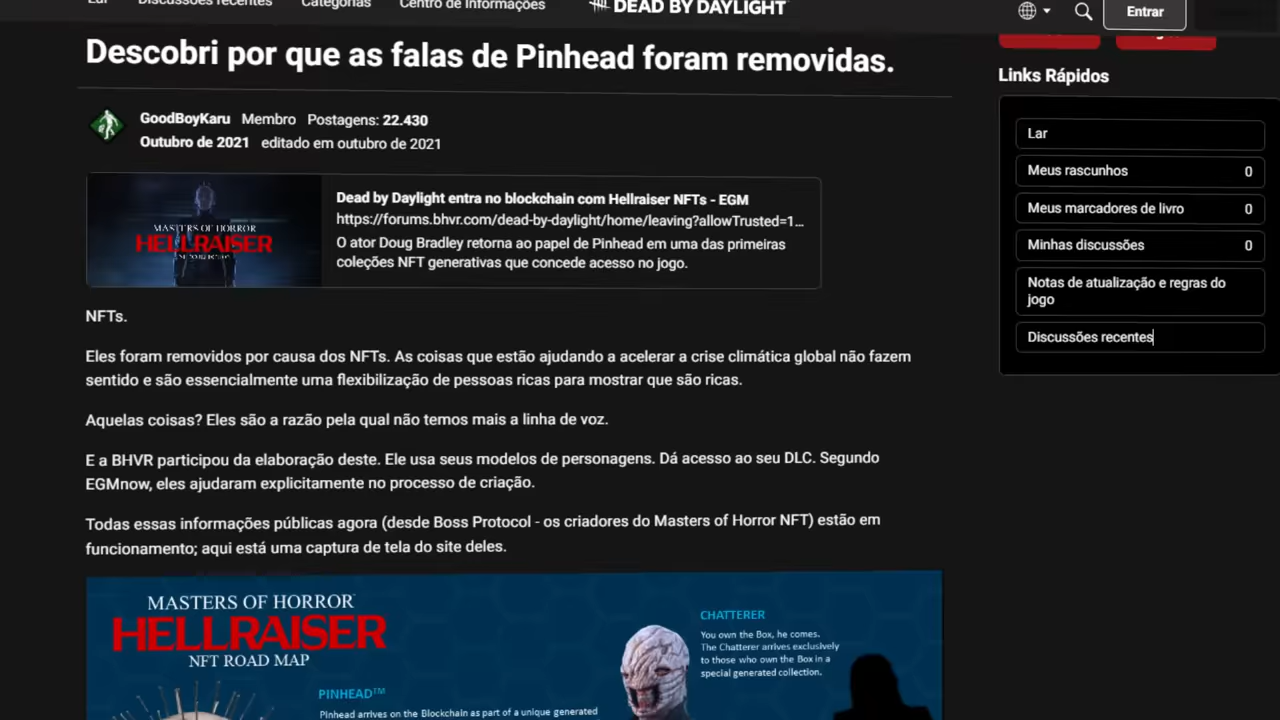 Lar Discussões recentes Categorias Centro de Informações DEAD BY DAYLIGHT
Entrar
Descobri por que as falas de Pinhead foram removidas.
GoodBoyKaru Membro Postagens: 22.430
Outubro de 2021 editado em outubro de 2021
Dead by Daylight entra no blockchain com Hellraiser NFTs - EGM
https://forums.bhvr.com/dead-by-daylight/home/leaving?allowTrusted=1...
O ator Doug Bradley retorna ao papel de Pinhead em uma das primeiras
coleções NFT generativas que concede acesso no jogo.
MASTERS OF HORROR
HELLRAISER
NFTs.
Eles foram removidos por causa dos NFTs. As coisas que estão ajudando a acelerar a crise climática global não fazem
sentido e são essencialmente uma flexibilização de pessoas ricas para mostrar que são ricas.
Aquelas coisas? Eles são a razão pela qual não temos mais a linha de voz.
E a BHVR participou da elaboração deste. Ele usa seus modelos de personagens. Dá acesso ao seu DLC. Segundo
EGMnow, eles ajudaram explicitamente no processo de criação.
Todas essas informações públicas agora (desde Boss Protocol - os criadores do Masters of Horror NFT) estão em
funcionamento; aqui está uma captura de tela do site deles.
MASTERS OF HORROR
HELLRAISER
NFT ROAD MAP
PINHEAD™
Pinhead arrives on the Blockchain as part of a unique generated
CHATTERER
You own the Box, he comes.
The Chatterer arrives exclusively
to those who own the Box in a
special generated collection.
Links Rápidos
Lar
Meus rascunhos 0
Meus marcadores de livro 0
Minhas discussões 0
Notas de atualização e regras do
jogo
Discussões recentes